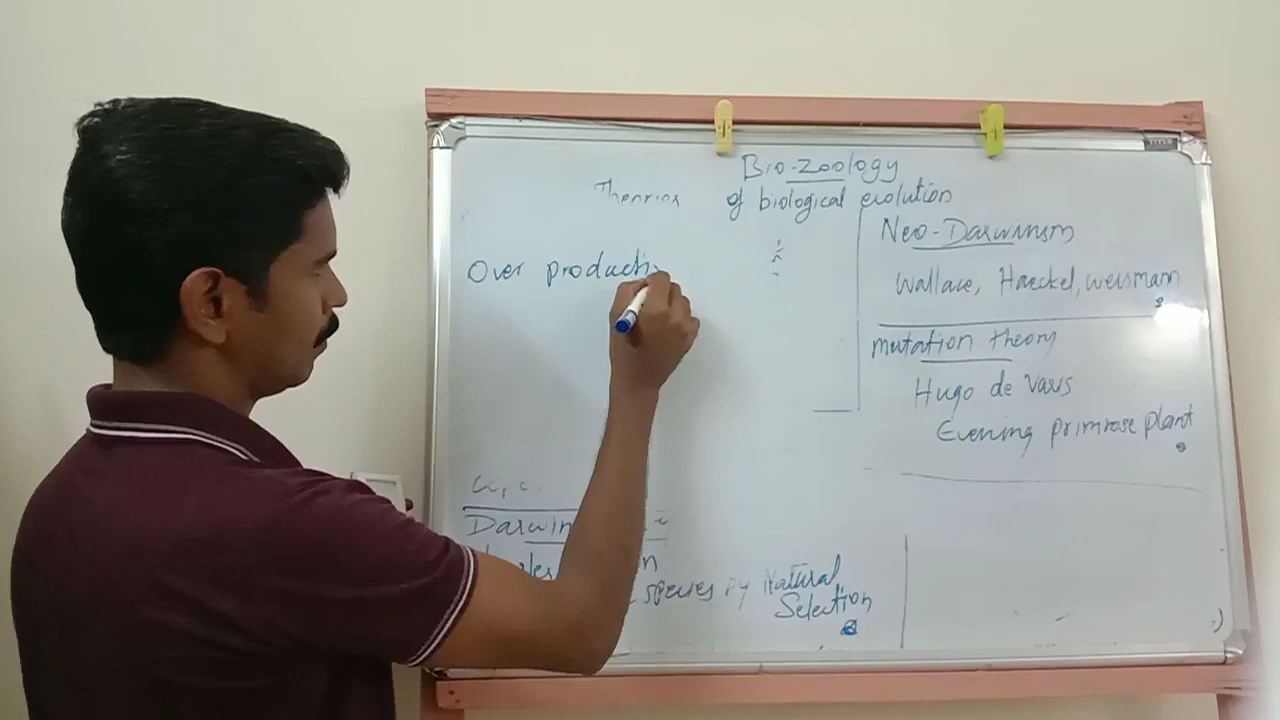 Bio-Zoology
Theories of biological evolution
Over producti
Darwin
species by Natural
Selection
Neo-Darwinism
Wallace, Haeckel, weismann
Mutation theory
Hugo de Varis
Evening primrose plant